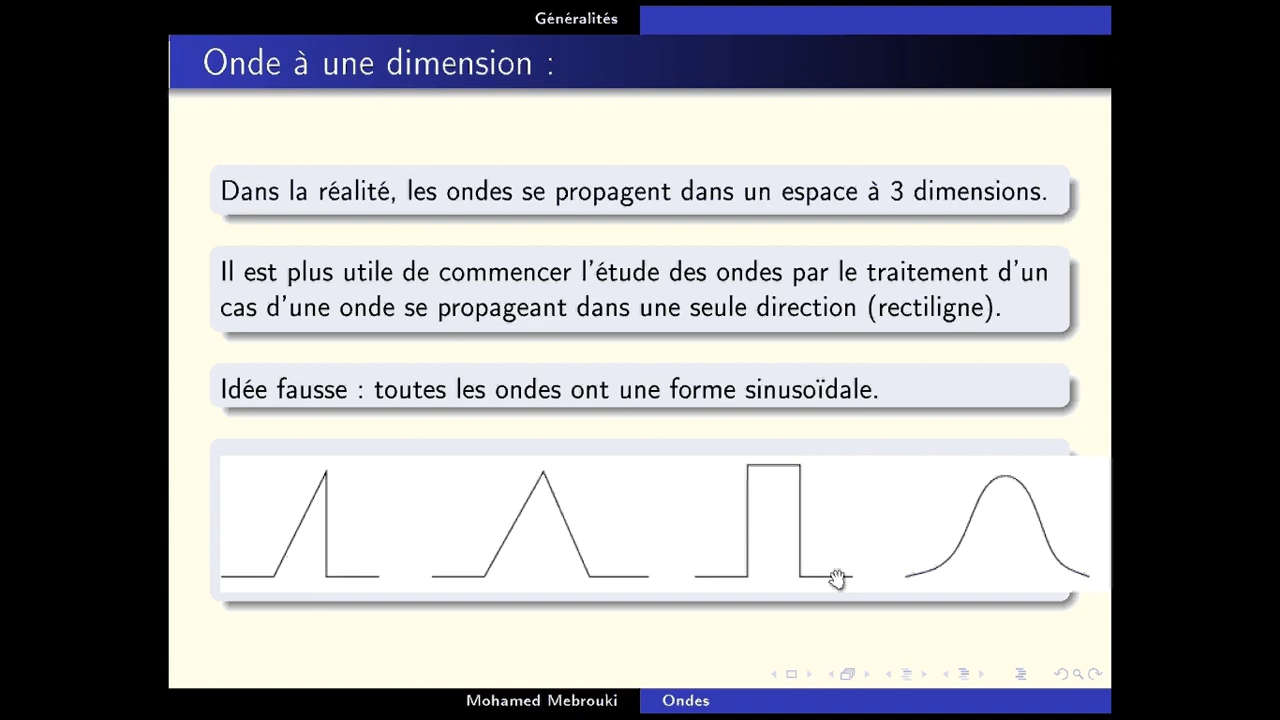 Généralités
Onde à une dimension :
Dans la réalité, les ondes se propagent dans un espace à 3 dimensions.
Il est plus utile de commencer l'étude des ondes par le traitement d'un
cas d'une onde se propageant dans une seule direction (rectiligne).
Idée fausse : toutes les ondes ont une forme sinusoïdale.
Mohamed Mebrouki
Ondes